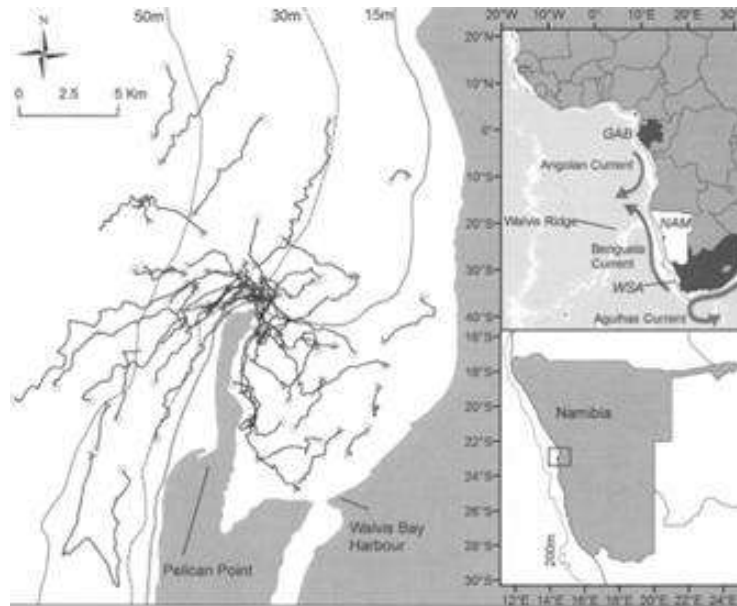 50m
30m
15m
N
0 2.5 5 Km
Pelican Point
Walvis Bay
Harbour
20°W 10°W 0°E 10°E 20°E 30°E
20°N
10°N
0°
10°S
20°S
30°S
40°S
GAB
Angolan Current
Walvis Ridge
NAM
Benguela
Current
WSA
Agulhas Current
16°S
18°S
20°S
22°S
24°S
26°S
28°S
30°S
Namibia
200m
12°E 14°E 16°E 18°E 20°E 22°E 24°E